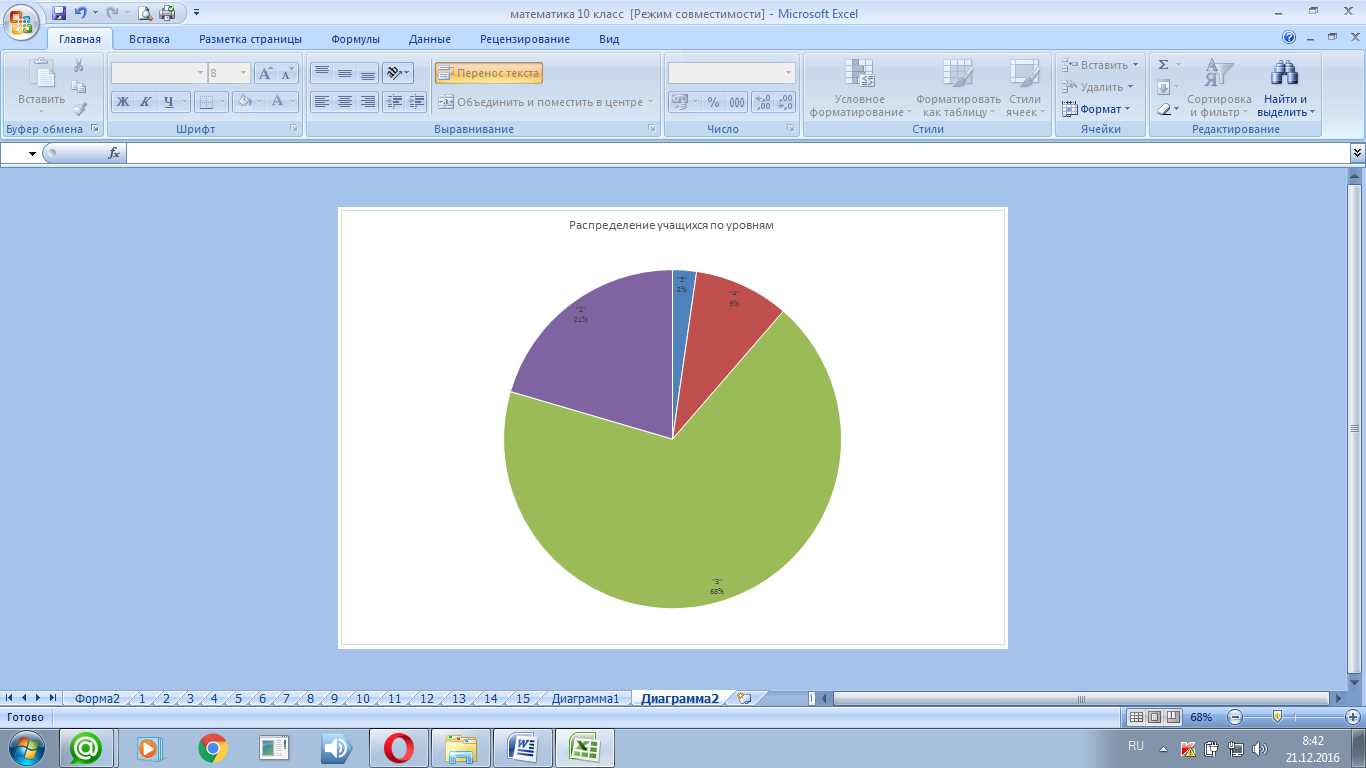 математика 10 класс [Режим совместимости] - Microsoft Excel
Главная Вставка Разметка страницы Формулы Данные Рецензирование Вид
8
Перенос текста
Вставить
Ж К Ч
Объединить и поместить в центре
% 000
Условное форматирование
Форматировать как таблицу
Стили ячеек
Вставить
Удалить
Формат
Σ
Сортировка и фильтр
Найти и выделить
Буфер обмена Шрифт Выравнивание Число Стили Ячейки Редактирование
fx
Распределение учащихся по уровням
"5"
2%
"4"
9%
"2"
21%
"3"
68%
Форма2 1 2 3 4 5 6 7 8 9 10 11 12 13 14 15 Диаграмма1 Диаграмма2
Готово 68%
RU 8:42
21.12.2016